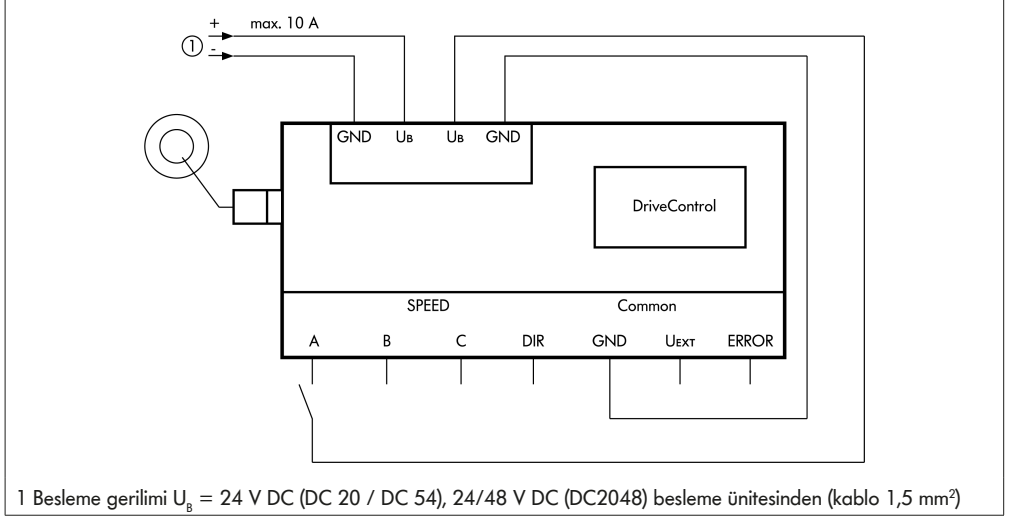 + max. 10 A
1 -
GND UB UB GND
DriveControl
SPEED Common
A B C DIR GND UEXT ERROR
1 Besleme gerilimi UB = 24 V DC (DC 20 / DC 54), 24/48 V DC (DC2048) besleme ünitesinden (kablo 1,5 mm²)